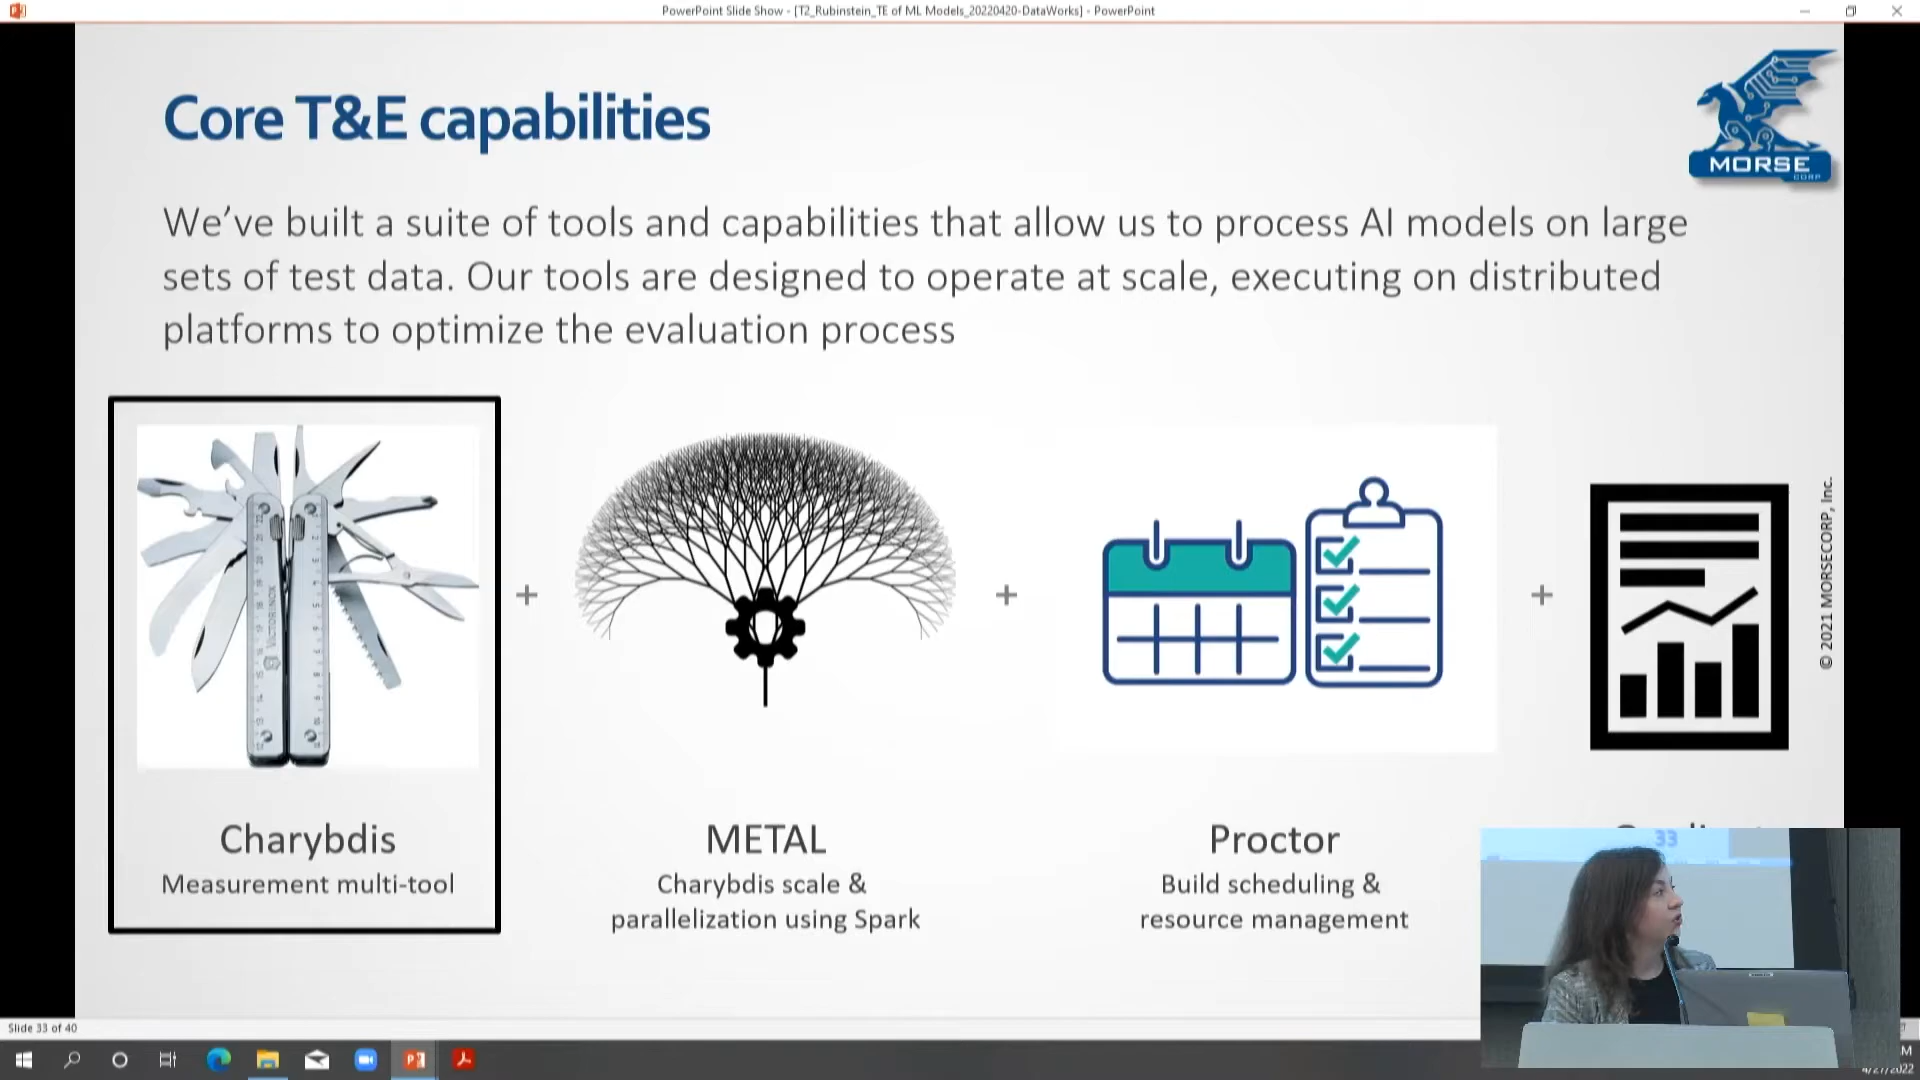 PowerPoint Slide Show - [T2_Rubinstein_TE of ML Models_20220420-DataWorks] - PowerPoint
Core T&E capabilities
MORSE
CORP
We've built a suite of tools and capabilities that allow us to process AI models on large
sets of test data. Our tools are designed to operate at scale, executing on distributed
platforms to optimize the evaluation process
VICTORINOX
+
+
+
© 2021 MORSECORP, Inc.
Charybdis
Measurement multi-tool
METAL
Charybdis scale &
parallelization using Spark
Proctor
Build scheduling &
resource management
33
Slide 33 of 40